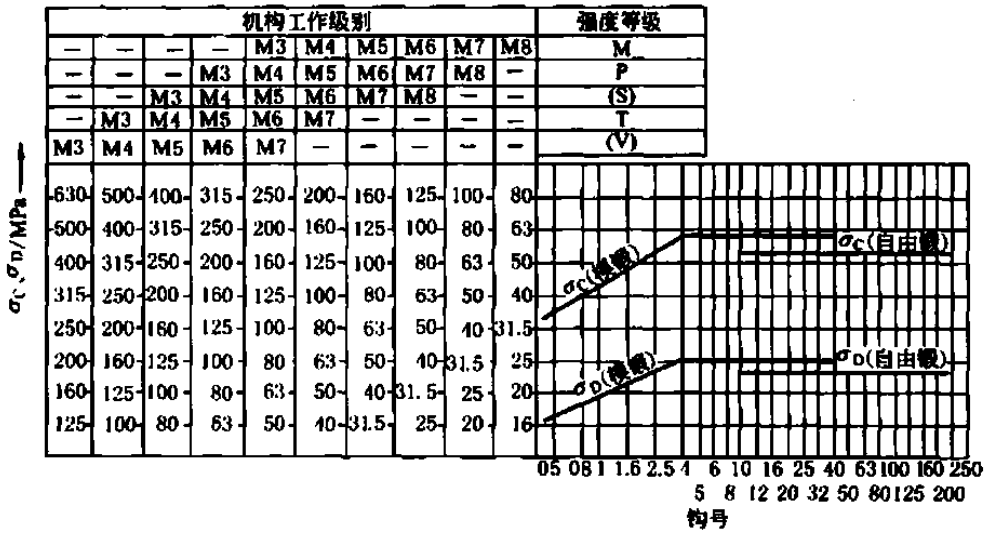 机构工作级别 强度等级
— — — — M3 M4 M5 M6 M7 M8 M
— — — M3 M4 M5 M6 M7 M8 — P
— — M3 M4 M5 M6 M7 M8 — — (S)
— M3 M4 M5 M6 M7 — — — — T
M3 M4 M5 M6 M7 — — — — — (V)
σC、σD/MPa
630 500 400 315 250 200 160 125 100 80
500 400 315 250 200 160 125 100 80 63
σC(自由锻)
400 315 250 200 160 125 100 80 63 50
σC(模锻)
315 250 200 160 125 100 80 63 50 40
250 200 160 125 100 80 63 50 40 31.5
200 160 125 100 80 63 50 40 31.5 25
σD(自由锻)
σD(模锻)
160 125 100 80 63 50 40 31.5 25 20
125 100 80 63 50 40 31.5 25 20 16
05 08 1 1.6 2.5 4 6 10 16 25 40 63 100 160 250
5 8 12 20 32 50 80 125 200
钩号